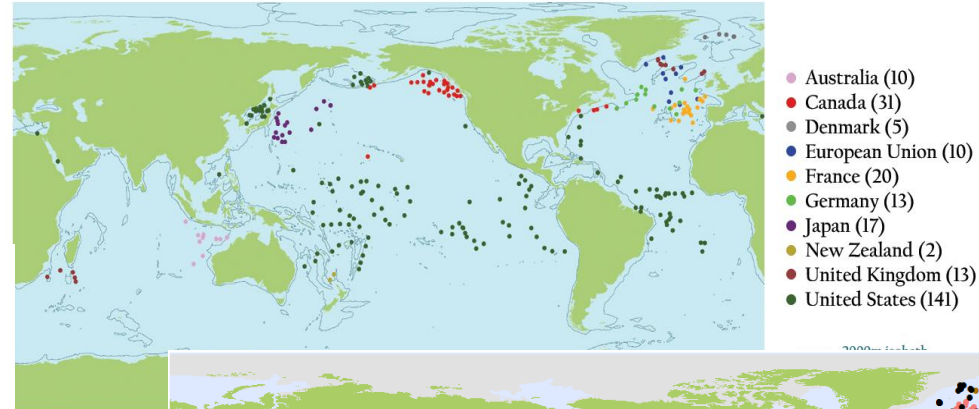 Australia (10)
Canada (31)
Denmark (5)
European Union (10)
France (20)
Germany (13)
Japan (17)
New Zealand (2)
United Kingdom (13)
United States (141)